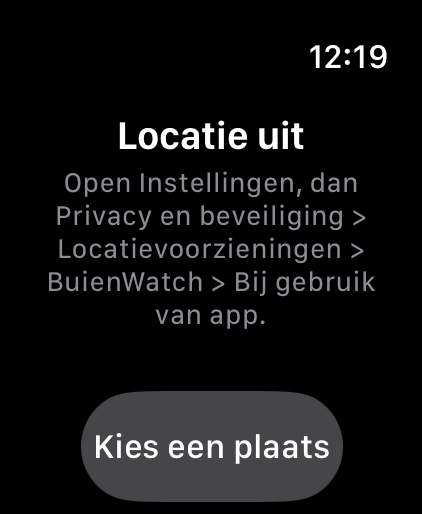 12:19
Locatie uit
Open Instellingen, dan
Privacy en beveiliging >
Locatievoorzieningen >
BuienWatch > Bij gebruik
van app.
Kies een plaats